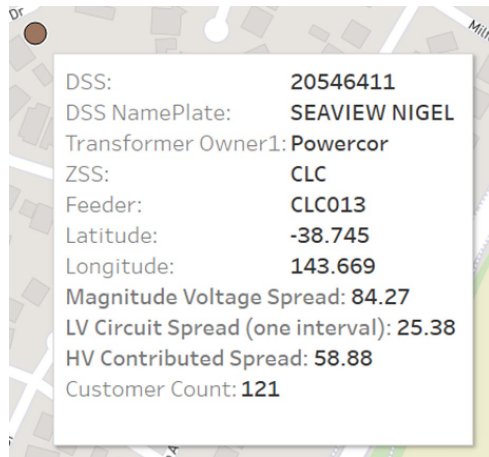 Dr
Miln
DSS: 20546411
DSS NamePlate: SEAVIEW NIGEL
Transformer Owner1: Powercor
ZSS: CLC
Feeder: CLC013
Latitude: -38.745
Longitude: 143.669
Magnitude Voltage Spread: 84.27
LV Circuit Spread (one interval): 25.38
HV Contributed Spread: 58.88
Customer Count: 121